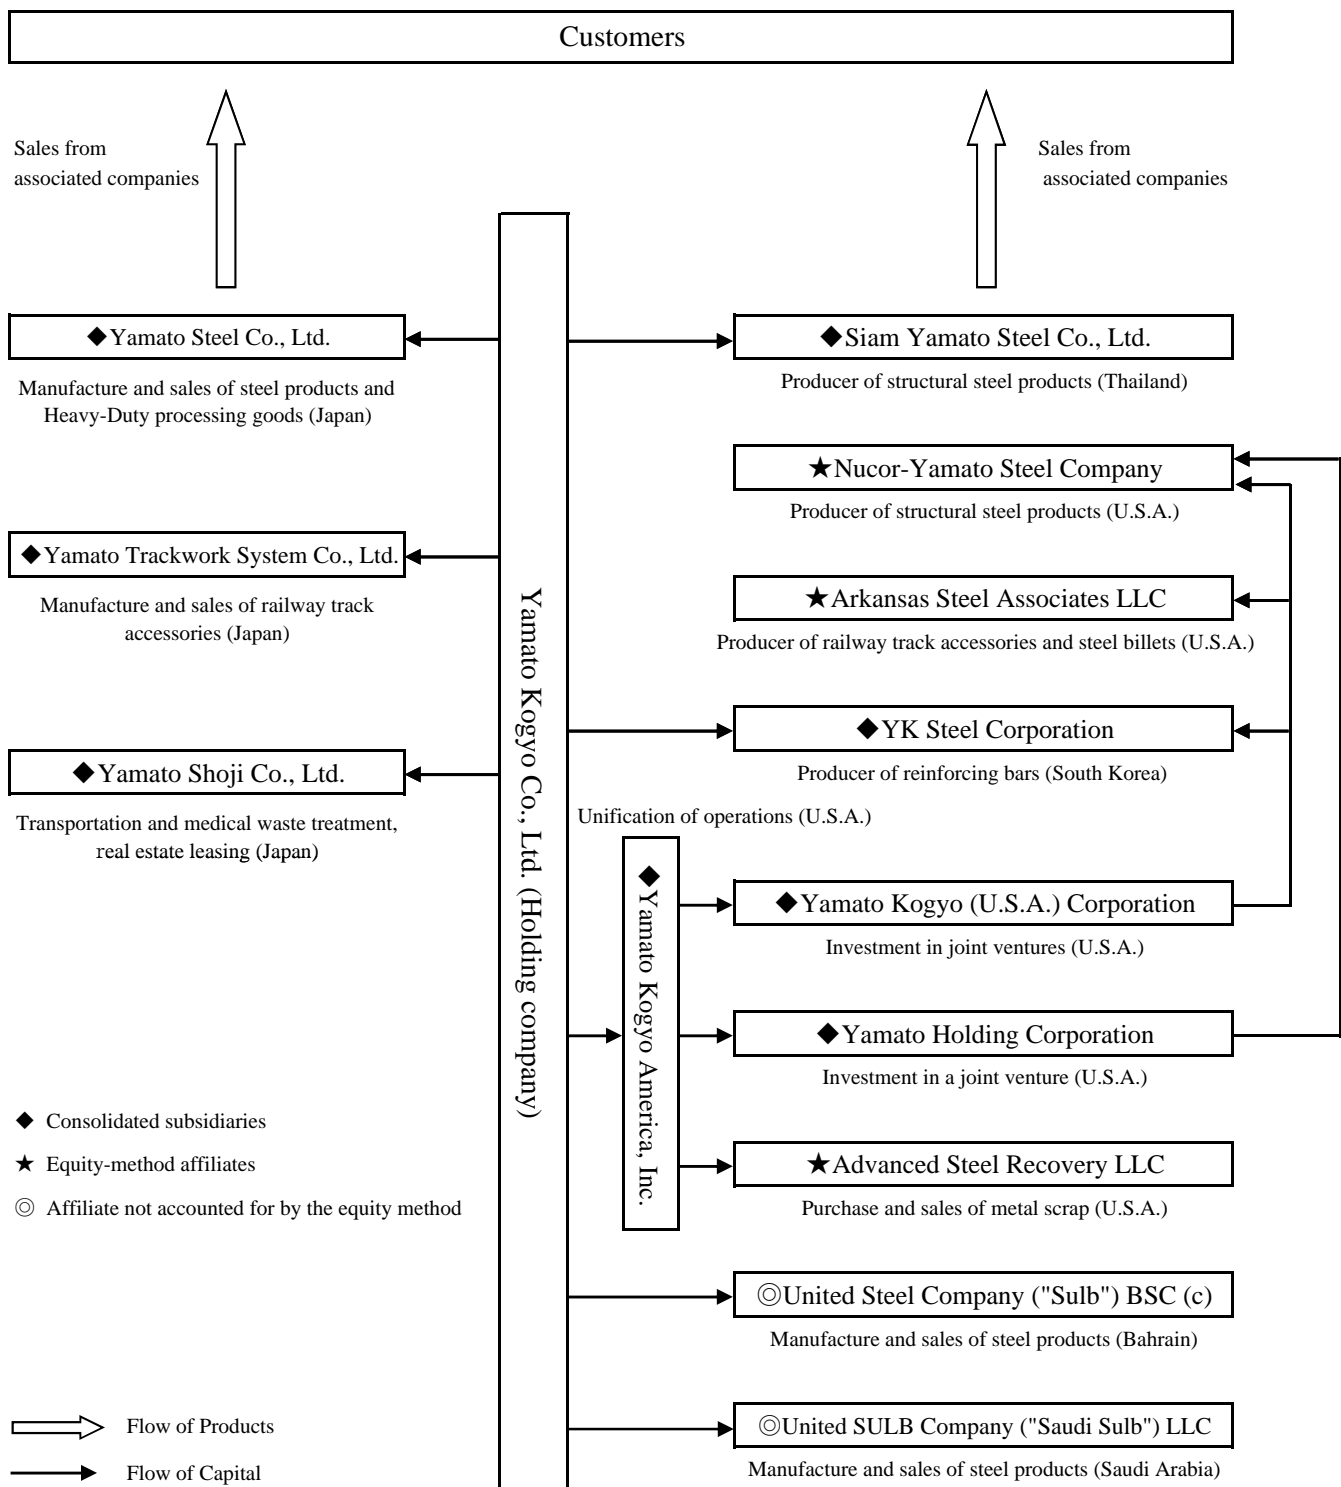 Customers
Sales from
associated companies
Sales from
associated companies
◆Yamato Steel Co., Ltd.
Manufacture and sales of steel products and
Heavy-Duty processing goods (Japan)
◆Yamato Trackwork System Co., Ltd.
Manufacture and sales of railway track
accessories (Japan)
◆Yamato Shoji Co., Ltd.
Transportation and medical waste treatment,
real estate leasing (Japan)
Yamato Kogyo Co., Ltd. (Holding company)
◆Siam Yamato Steel Co., Ltd.
Producer of structural steel products (Thailand)
★Nucor-Yamato Steel Company
Producer of structural steel products (U.S.A.)
★Arkansas Steel Associates LLC
Producer of railway track accessories and steel billets (U.S.A.)
◆YK Steel Corporation
Producer of reinforcing bars (South Korea)
Unification of operations (U.S.A.)
◆Yamato Kogyo America, Inc.
◆Yamato Kogyo (U.S.A.) Corporation
Investment in joint ventures (U.S.A.)
◆Yamato Holding Corporation
Investment in a joint venture (U.S.A.)
★Advanced Steel Recovery LLC
Purchase and sales of metal scrap (U.S.A.)
◎United Steel Company ("Sulb") BSC (c)
Manufacture and sales of steel products (Bahrain)
◎United SULB Company ("Saudi Sulb") LLC
Manufacture and sales of steel products (Saudi Arabia)
◆ Consolidated subsidiaries
★ Equity-method affiliates
◎ Affiliate not accounted for by the equity method
Flow of Products
Flow of Capital